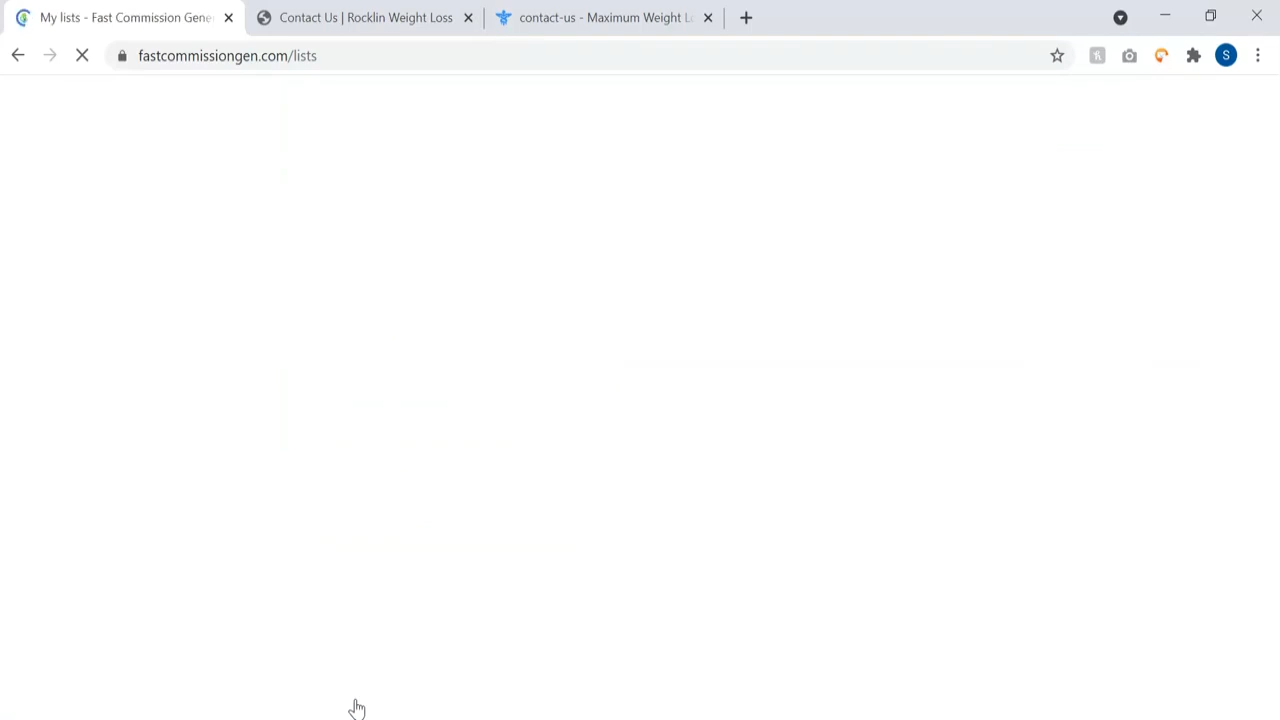 My lists - Fast Commission Gene
Contact Us | Rocklin Weight Loss
contact-us - Maximum Weight L
fastcommissiongen.com/lists
S